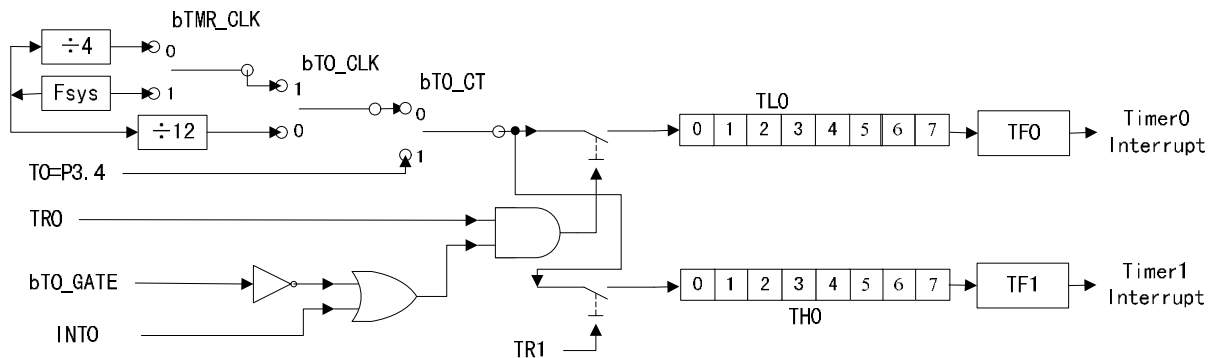 bTMR_CLK
÷4
0
bT0_CLK
Fsys
1
1
bT0_CT
0
÷12
0
TL0
0 1 2 3 4 5 6 7
TF0
Timer0
Interrupt
1
T0=P3.4
TR0
bT0_GATE
INT0
0 1 2 3 4 5 6 7
TF1
Timer1
Interrupt
TH0
TR1